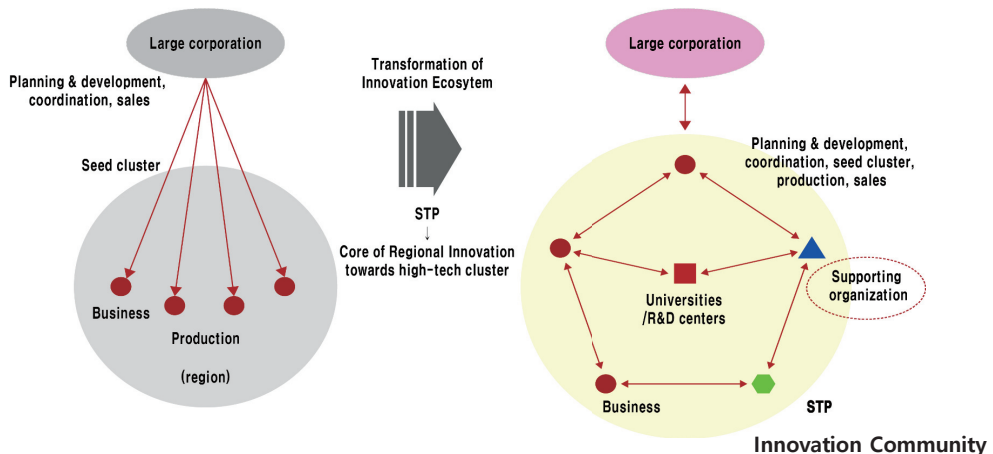 Large corporation
Planning & development,
coordination, sales
Seed cluster
Business
Production
(region)
Transformation of
Innovation Ecosytem
STP
Core of Regional Innovation
towards high-tech cluster
Large corporation
Planning & development,
coordination, seed cluster,
production, sales
Supporting
organization
Universities
/R&D centers
Business
STP
Innovation Community